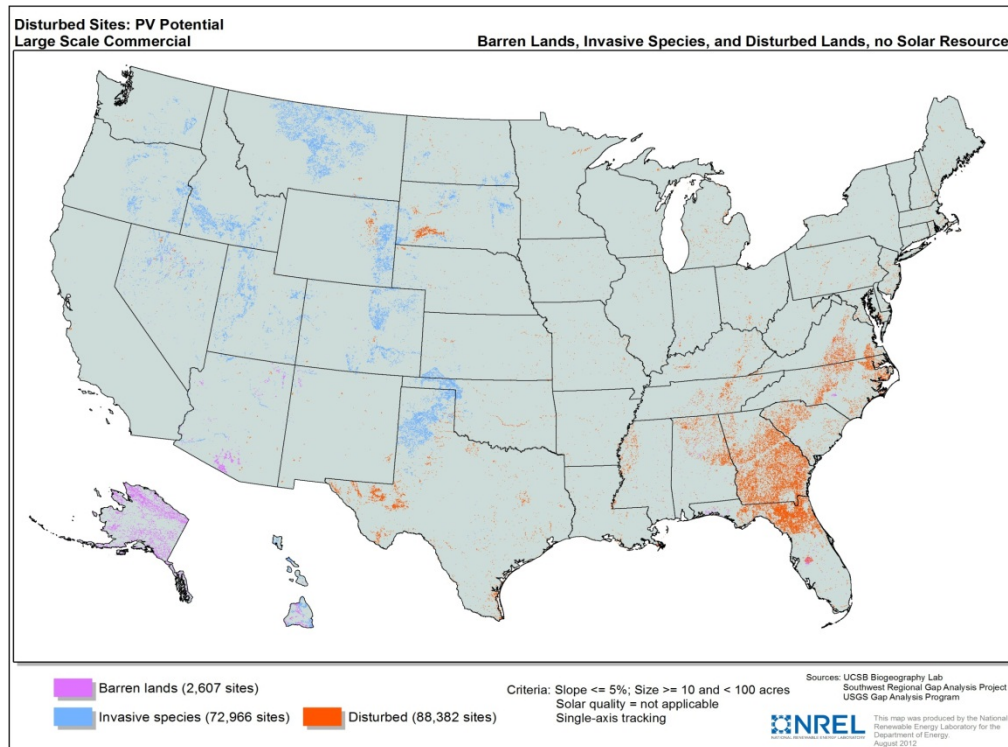 Disturbed Sites: PV Potential
Large Scale Commercial
Barren Lands, Invasive Species, and Disturbed Lands, no Solar Resource
Barren lands (2,607 sites)
Invasive species (72,966 sites)
Disturbed (88,382 sites)
Criteria: Slope <= 5%; Size >= 10 and < 100 acres
Solar quality = not applicable
Single-axis tracking
Sources: UCSB Biogeography Lab
Southwest Regional Gap Analysis Project
USGS Gap Analysis Program
NREL
NATIONAL RENEWABLE ENERGY LABORATORY
This map was produced by the National
Renewable Energy Laboratory for the
Department of Energy.
August 2012